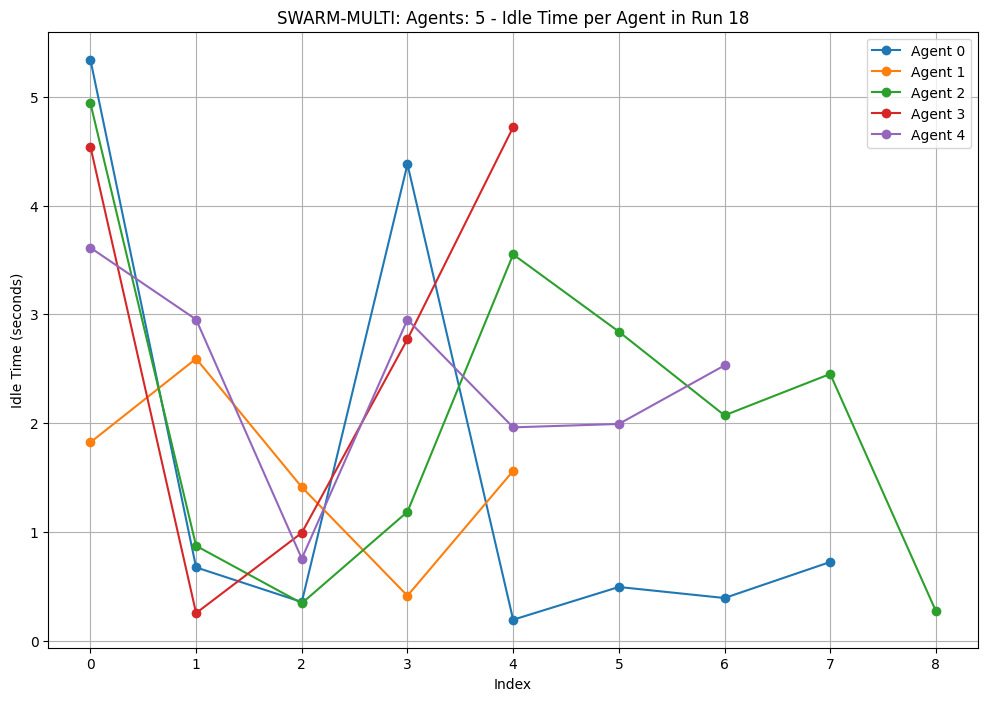 SWARM-MULTI: Agents: 5 - Idle Time per Agent in Run 18
Agent 0
Agent 1
Agent 2
Agent 3
Agent 4
Idle Time (seconds)
5
4
3
2
1
0
0 1 2 3 4 5 6 7 8
Index